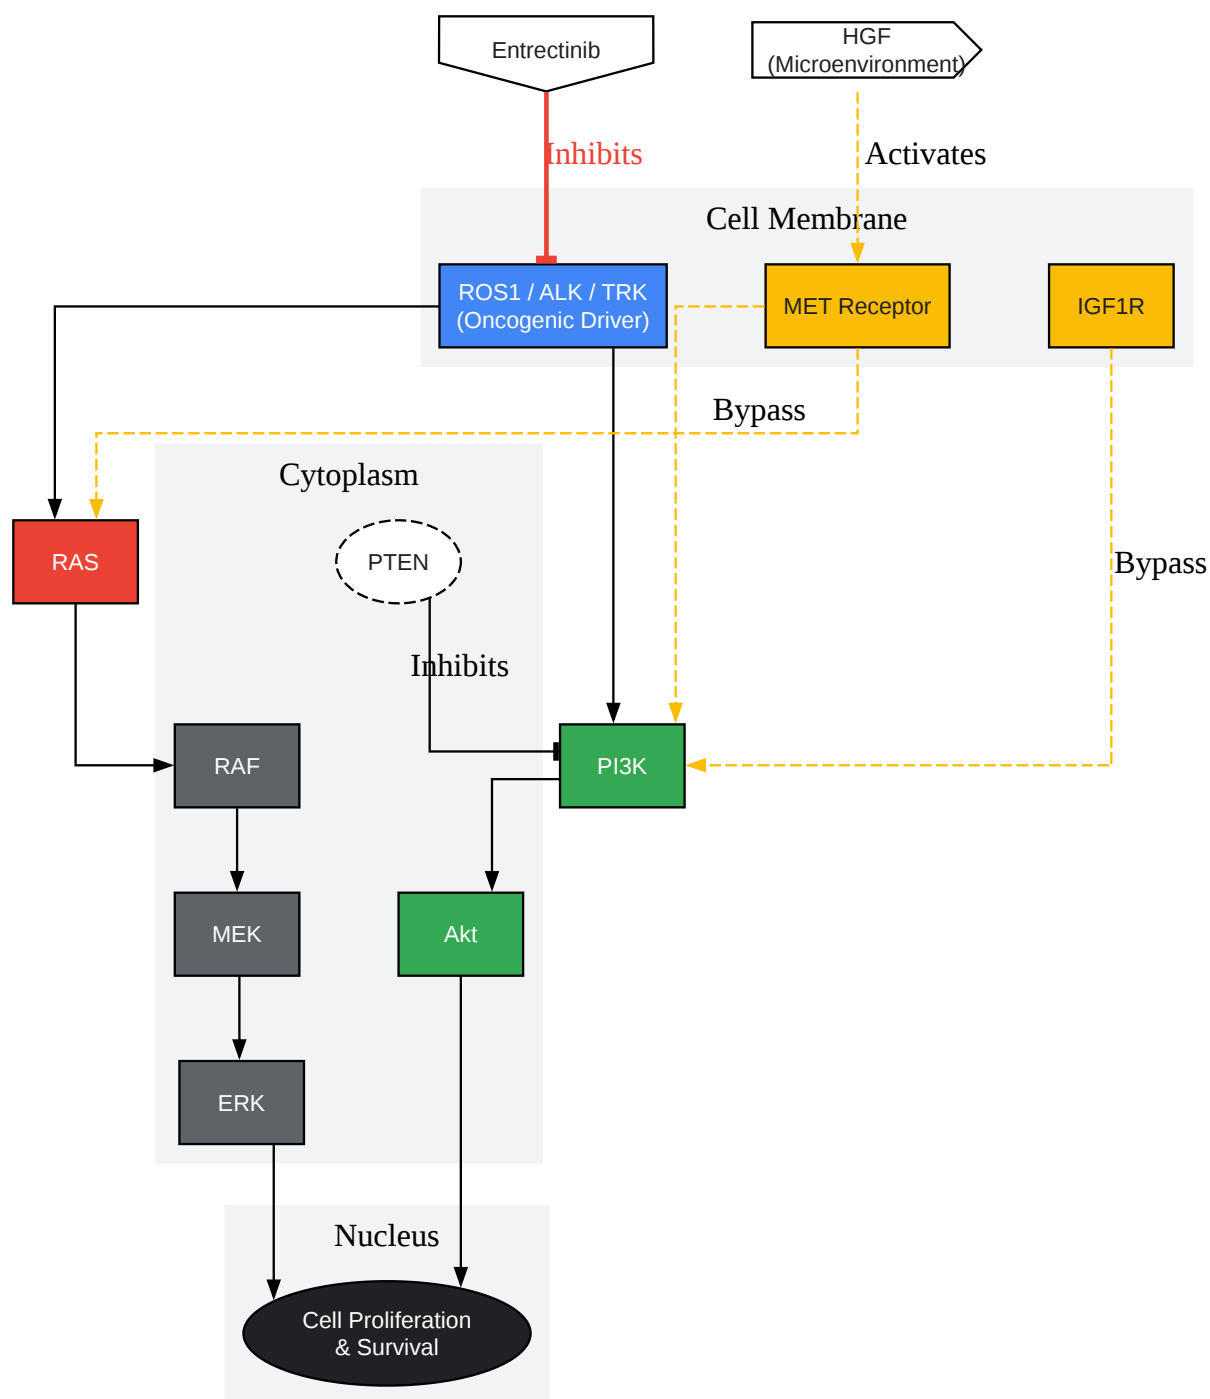 Entrectinib
HGF
(Microenvironment)
Inhibits
Activates
Cell Membrane
ROS1 / ALK / TRK
(Oncogenic Driver)
MET Receptor
IGF1R
Bypass
Cytoplasm
RAS
PTEN
Bypass
Inhibits
RAF
PI3K
MEK
Akt
ERK
Nucleus
Cell Proliferation
& Survival